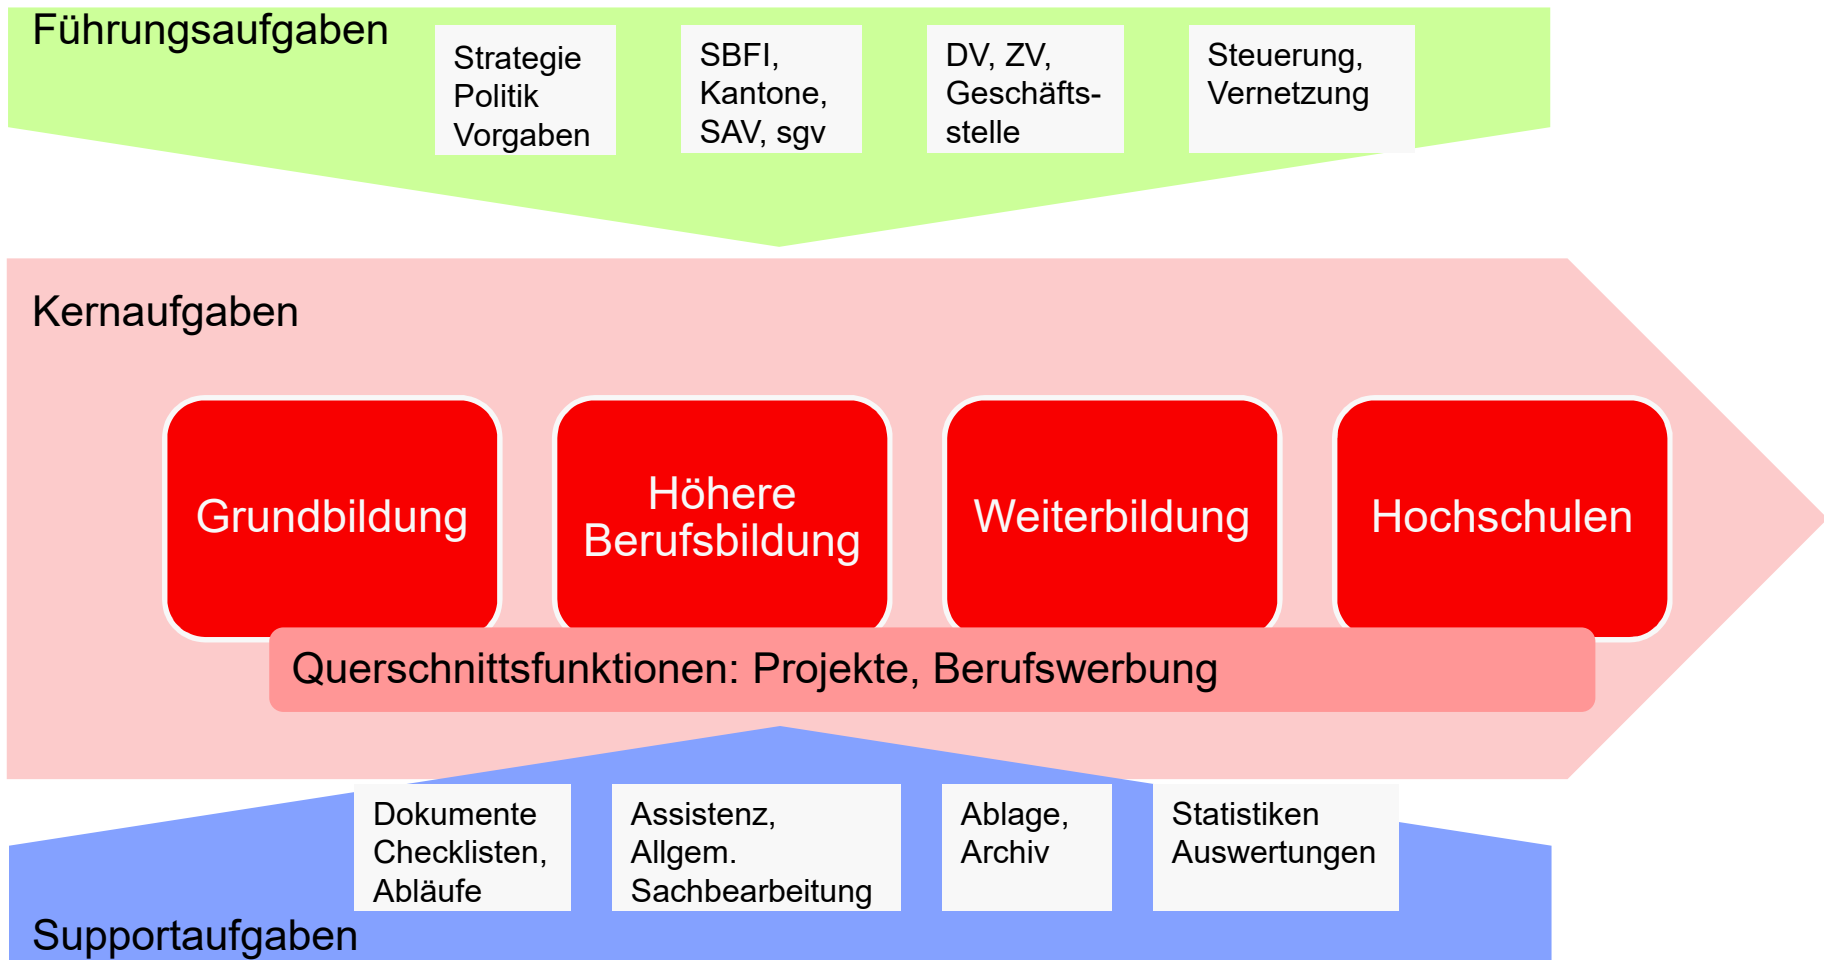 Führungsaufgaben
Strategie
Politik
Vorgaben
SBFI,
Kantone,
SAV, sgv
DV, ZV,
Geschäfts-
stelle
Steuerung,
Vernetzung
Kernaufgaben
Grundbildung
Höhere
Berufsbildung
Weiterbildung
Hochschulen
Querschnittsfunktionen: Projekte, Berufswerbung
Dokumente
Checklisten,
Abläufe
Assistenz,
Allgem.
Sachbearbeitung
Ablage,
Archiv
Statistiken
Auswertungen
Supportaufgaben